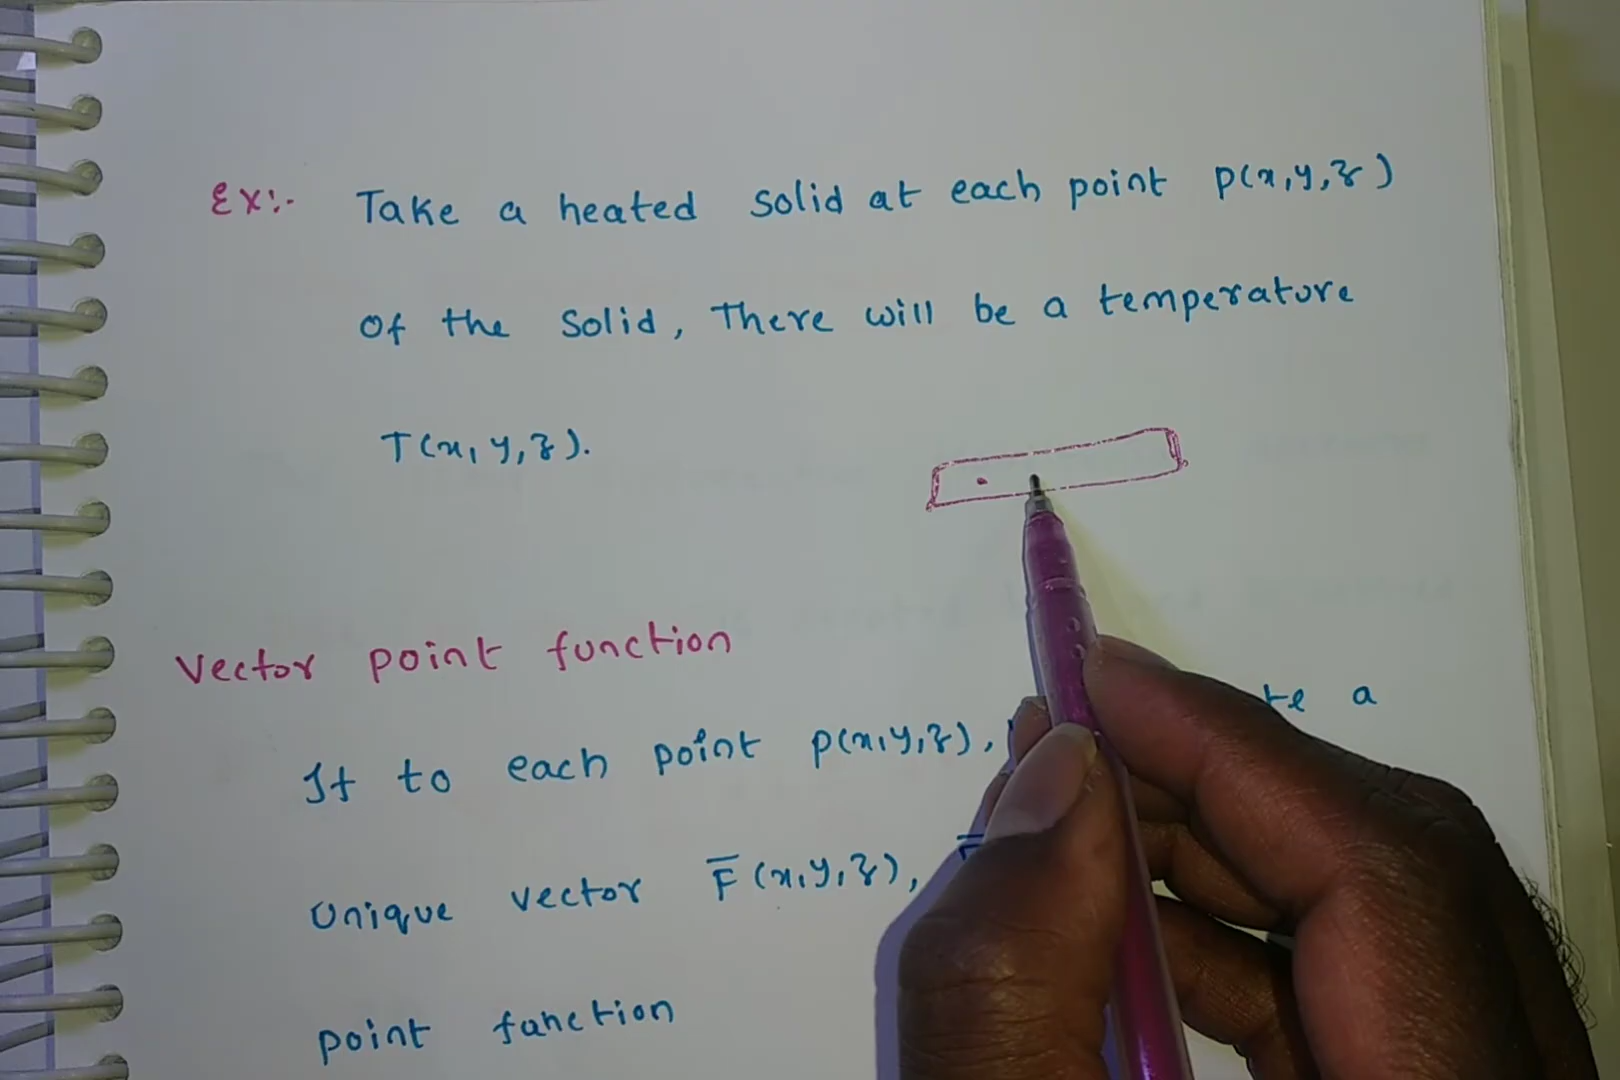 Ex:- Take a heated solid at each point P(x,y,z)
of the solid, There will be a temperature
T(x,y,z).
Vector point function
If to each point p(x,y,z), a
Unique vector F̅(x,y,z),
point function